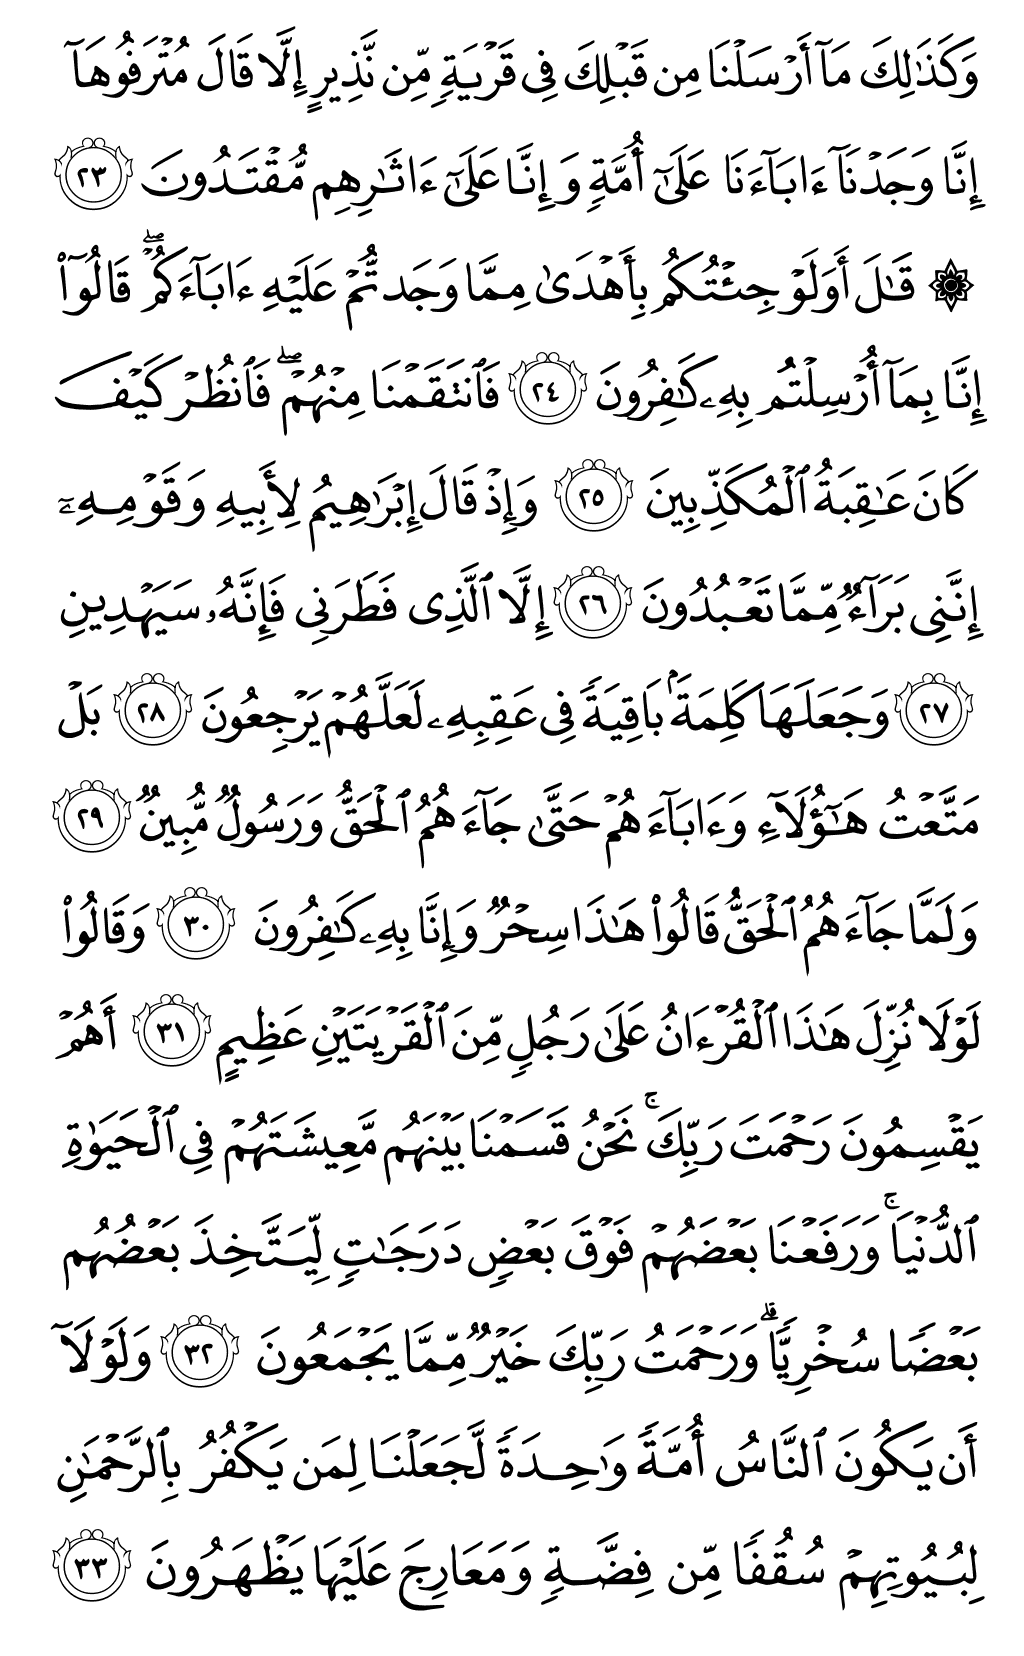 وَكَذَٰلِكَ مَآ أَرْسَلْنَا مِن قَبْلِكَ فِى قَرْيَةٍ مِّن نَّذِيرٍ إِلَّا قَالَ مُتْرَفُوهَآ
إِنَّا وَجَدْنَآ ءَابَآءَنَا عَلَىٰٓ أُمَّةٍ وَإِنَّا عَلَىٰٓ ءَاثَـٰرِهِم مُّقْتَدُونَ ٢٣
۞ قَـٰلَ أَوَلَوْ جِئْتُكُم بِأَهْدَىٰ مِمَّا وَجَدتُّمْ عَلَيْهِ ءَابَآءَكُمْ ۖ قَالُوٓا۟
إِنَّا بِمَآ أُرْسِلْتُم بِهِۦ كَـٰفِرُونَ ٢٤ فَٱنتَقَمْنَا مِنْهُمْ ۖ فَٱنظُرْ كَيْفَ
كَانَ عَـٰقِبَةُ ٱلْمُكَذِّبِينَ ٢٥ وَإِذْ قَالَ إِبْرَٰهِيمُ لِأَبِيهِ وَقَوْمِهِۦٓ
إِنَّنِى بَرَآءٌ مِّمَّا تَعْبُدُونَ ٢٦ إِلَّا ٱلَّذِى فَطَرَنِى فَإِنَّهُۥ سَيَهْدِينِ
٢٧ وَجَعَلَهَا كَلِمَةًۢ بَاقِيَةً فِى عَقِبِهِۦ لَعَلَّهُمْ يَرْجِعُونَ ٢٨ بَلْ
مَتَّعْتُ هَـٰٓؤُلَآءِ وَءَابَآءَهُمْ حَتَّىٰ جَآءَهُمُ ٱلْحَقُّ وَرَسُولٌ مُّبِينٌ ٢٩
وَلَمَّا جَآءَهُمُ ٱلْحَقُّ قَالُوا۟ هَـٰذَا سِحْرٌ وَإِنَّا بِهِۦ كَـٰفِرُونَ ٣٠ وَقَالُوا۟
لَوْلَا نُزِّلَ هَـٰذَا ٱلْقُرْءَانُ عَلَىٰ رَجُلٍ مِّنَ ٱلْقَرْيَتَيْنِ عَظِيمٍ ٣١ أَهُمْ
يَقْسِمُونَ رَحْمَتَ رَبِّكَ ۚ نَحْنُ قَسَمْنَا بَيْنَهُم مَّعِيشَتَهُمْ فِى ٱلْحَيَوٰةِ
ٱلدُّنْيَا ۚ وَرَفَعْنَا بَعْضَهُمْ فَوْقَ بَعْضٍ دَرَجَـٰتٍ لِّيَتَّخِذَ بَعْضُهُم
بَعْضًا سُخْرِيًّا ۗ وَرَحْمَتُ رَبِّكَ خَيْرٌ مِّمَّا يَجْمَعُونَ ٣٢ وَلَوْلَآ
أَن يَكُونَ ٱلنَّاسُ أُمَّةً وَٰحِدَةً لَّجَعَلْنَا لِمَن يَكْفُرُ بِٱلرَّحْمَـٰنِ
لِبُيُوتِهِمْ سُقُفًا مِّن فِضَّةٍ وَمَعَارِجَ عَلَيْهَا يَظْهَرُونَ ٣٣